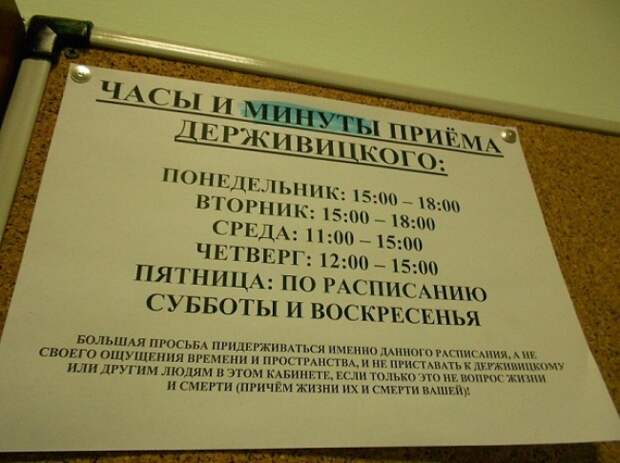 ЧАСЫ И МИНУТЫ ПРИЁМА
ДЕРЖИВИЦКОГО:
ПОНЕДЕЛЬНИК: 15:00 – 18:00
ВТОРНИК: 15:00 – 18:00
СРЕДА: 11:00 – 15:00
ЧЕТВЕРГ: 12:00 – 15:00
ПЯТНИЦА: ПО РАСПИСАНИЮ
СУББОТЫ И ВОСКРЕСЕНЬЯ
БОЛЬШАЯ ПРОСЬБА ПРИДЕРЖИВАТЬСЯ ИМЕННО ДАННОГО РАСПИСАНИЯ, А НЕ
СВОЕГО ОЩУЩЕНИЯ ВРЕМЕНИ И ПРОСТРАНСТВА, И НЕ ПРИСТАВАТЬ К ДЕРЖИВИЦКОМУ
ИЛИ ДРУГИМ ЛЮДЯМ В ЭТОМ КАБИНЕТЕ, ЕСЛИ ТОЛЬКО ЭТО НЕ ВОПРОС ЖИЗНИ
И СМЕРТИ (ПРИЧЁМ ЖИЗНИ ИХ И СМЕРТИ ВАШЕЙ)!